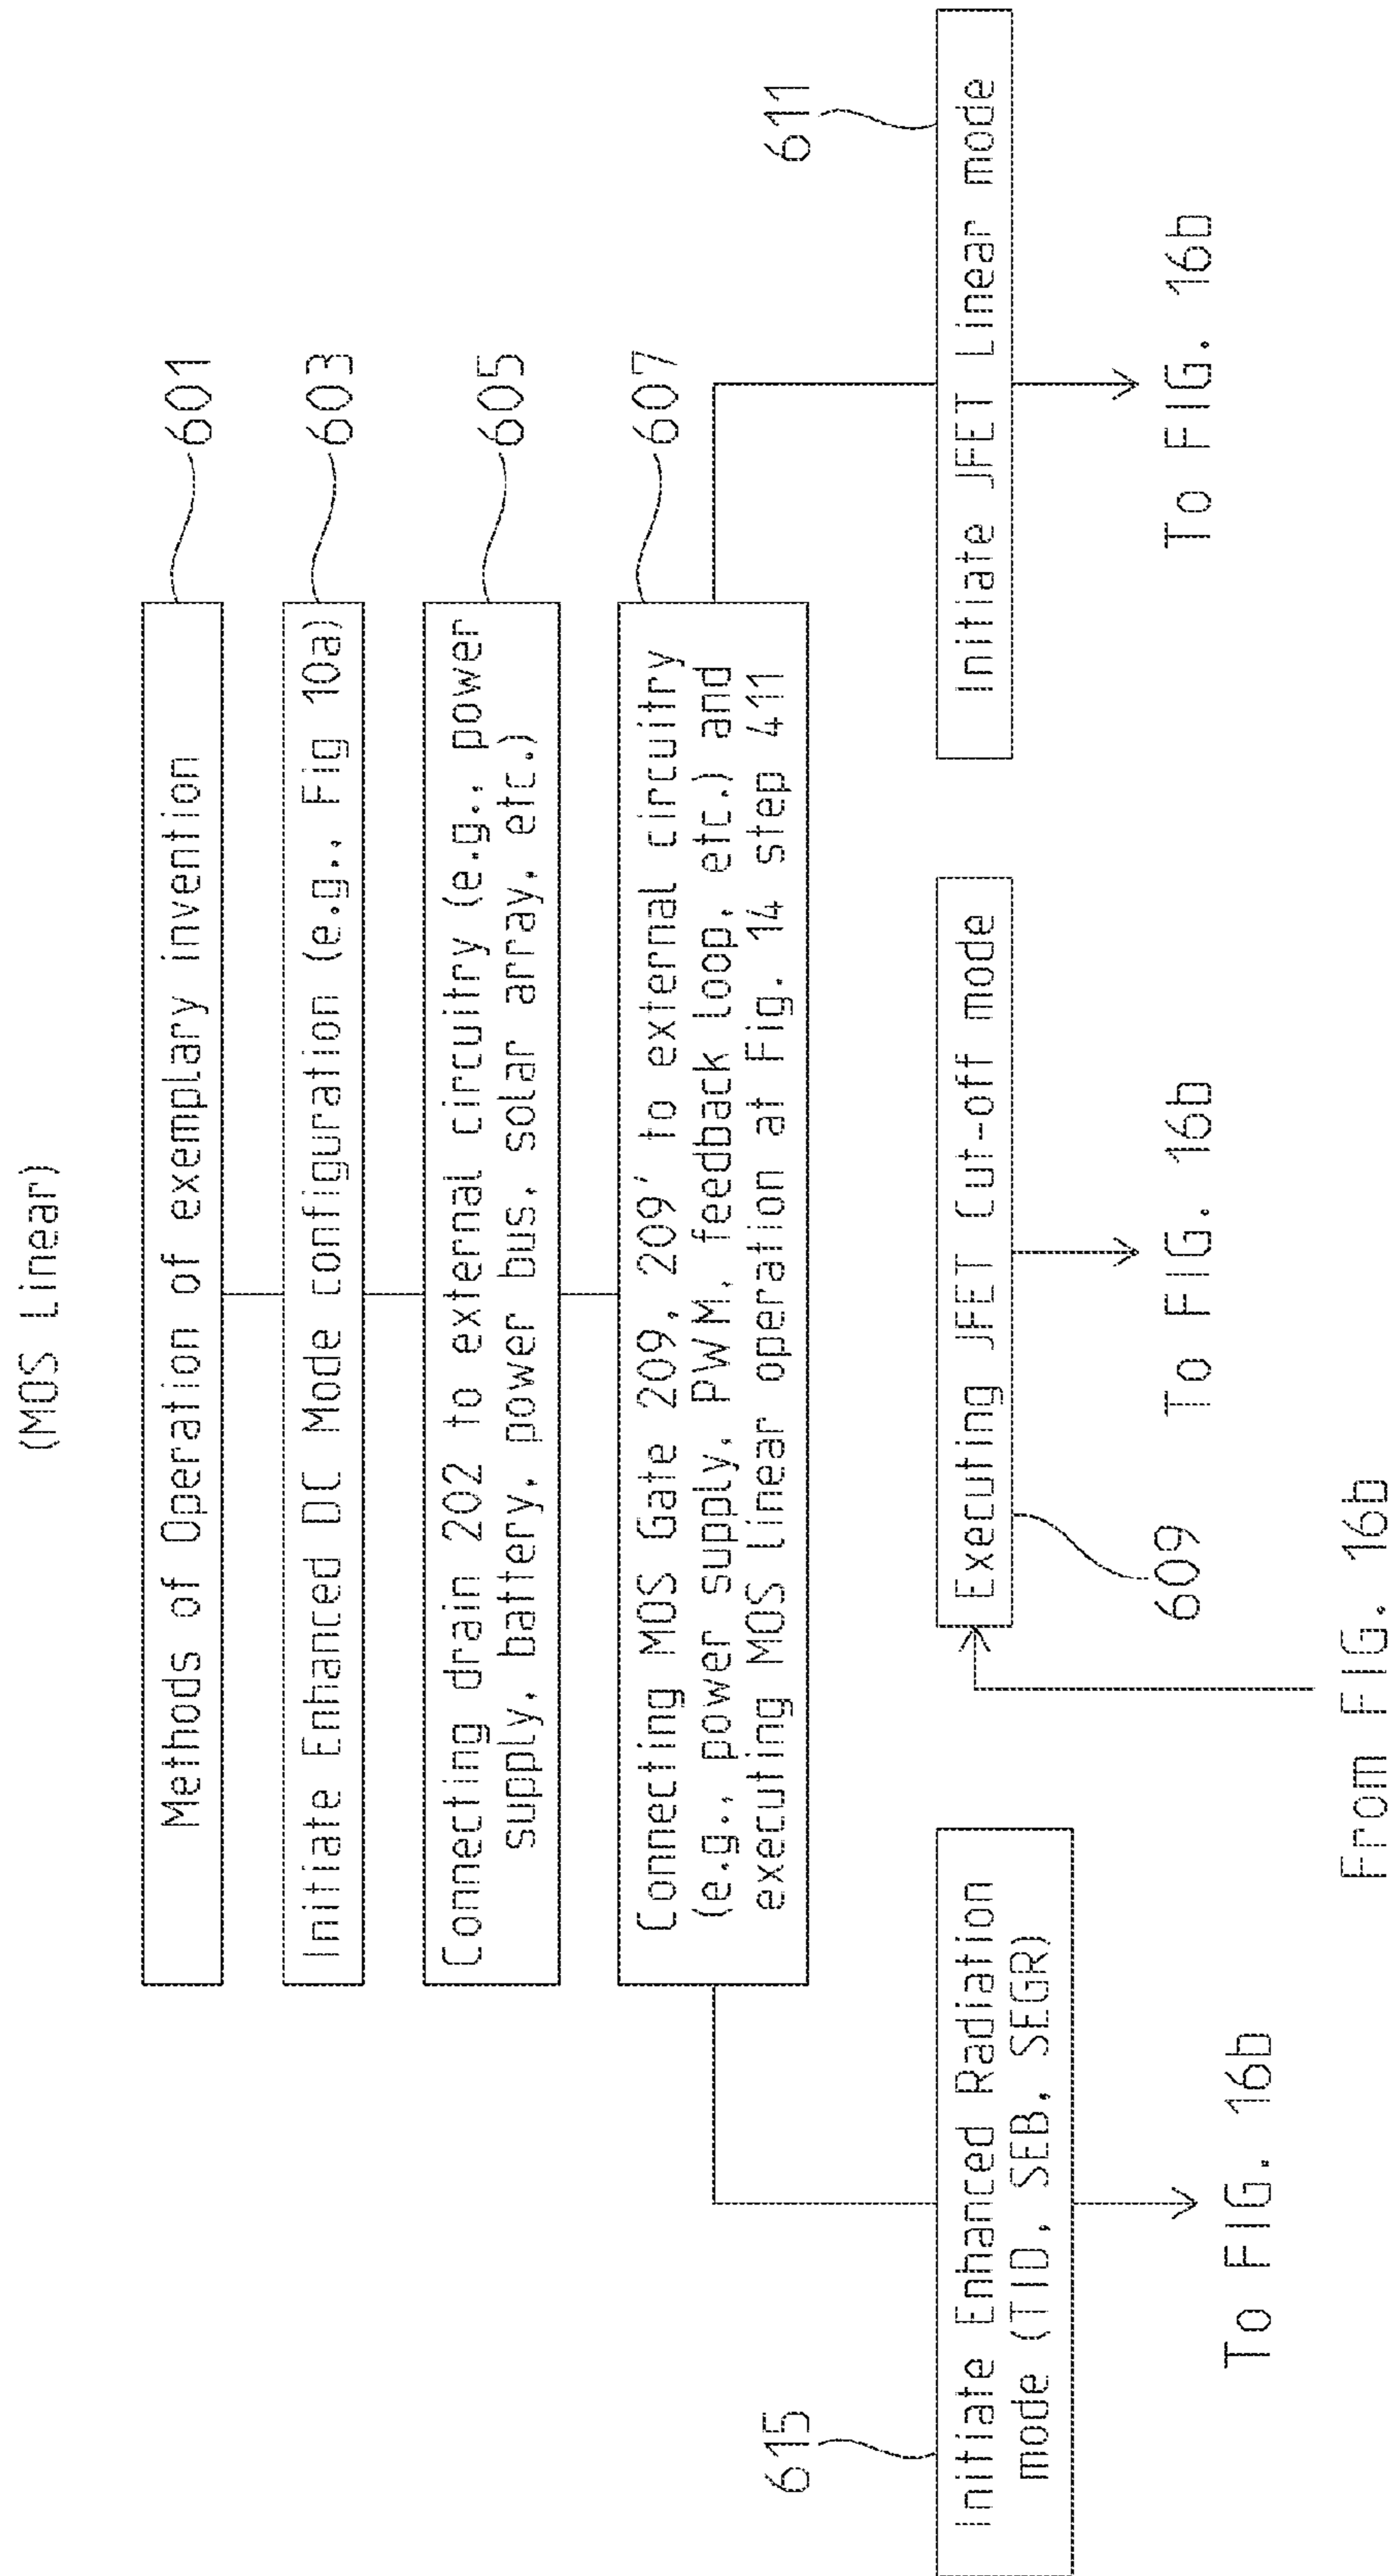 (MOS Linear)
Methods of Operation of exemplary invention
601
Initiate Enhanced DC Mode configuration (e.g., Fig 10a)
603
Connecting drain 202 to external circuitry (e.g., power
supply, battery, power bus, solar array, etc.)
605
Connecting MOS Gate 209, 209' to external circuitry
(e.g., power supply, PWM, feedback loop, etc.) and
executing MOS linear operation at Fig. 14 step 411
607
615
Initiate Enhanced Radiation
mode (TID, SEB, SEGR)
To FIG. 16b
Executing JFET Cut-off mode
609
To FIG. 16b
From FIG. 16b
611
Initiate JFET Linear mode
To FIG. 16b